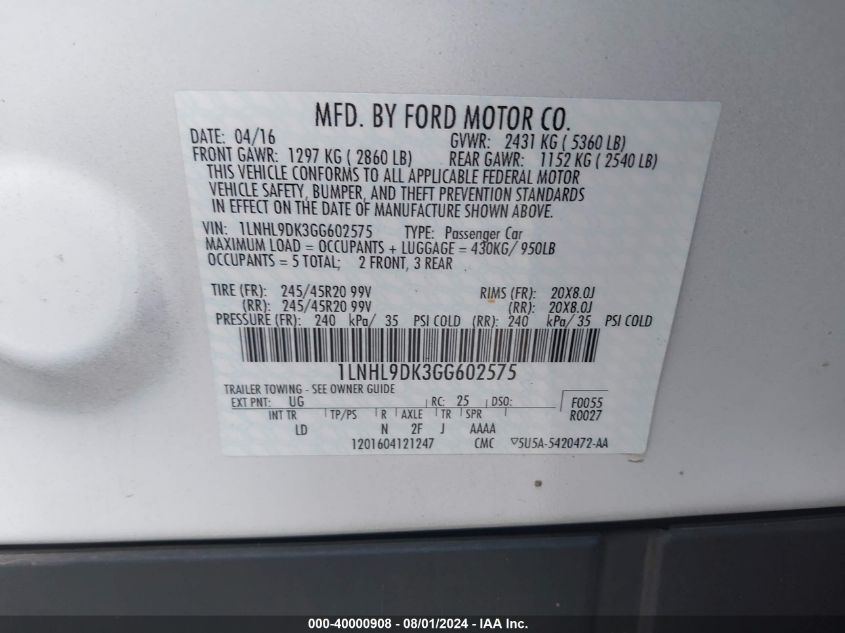 MFD. BY FORD MOTOR CO.
DATE: 04/16 GVWR: 2431 KG ( 5360 LB)
FRONT GAWR: 1297 KG ( 2860 LB) REAR GAWR: 1152 KG ( 2540 LB)
THIS VEHICLE CONFORMS TO ALL APPLICABLE FEDERAL MOTOR
VEHICLE SAFETY, BUMPER, AND THEFT PREVENTION STANDARDS
IN EFFECT ON THE DATE OF MANUFACTURE SHOWN ABOVE.
VIN: 1LNHL9DK3GG602575 TYPE: Passenger Car
MAXIMUM LOAD = OCCUPANTS + LUGGAGE = 430KG/ 950LB
OCCUPANTS = 5 TOTAL; 2 FRONT, 3 REAR
TIRE (FR): 245/45R20 99V RIMS (FR): 20X8.0J
(RR): 245/45R20 99V (RR): 20X8.0J
PRESSURE (FR): 240 kPa/ 35 PSI COLD (RR): 240 kPa/ 35 PSI COLD
1LNHL9DK3GG602575
TRAILER TOWING - SEE OWNER GUIDE
EXT PNT: UG RC: 25 DSO: F0055
INT TR TP/PS R AXLE TR SPR R0027
LD N 2F J AAAA
1201604121247 CMC 5U5A-5420472-AA
000-40000908 - 08/01/2024 - IAA Inc.